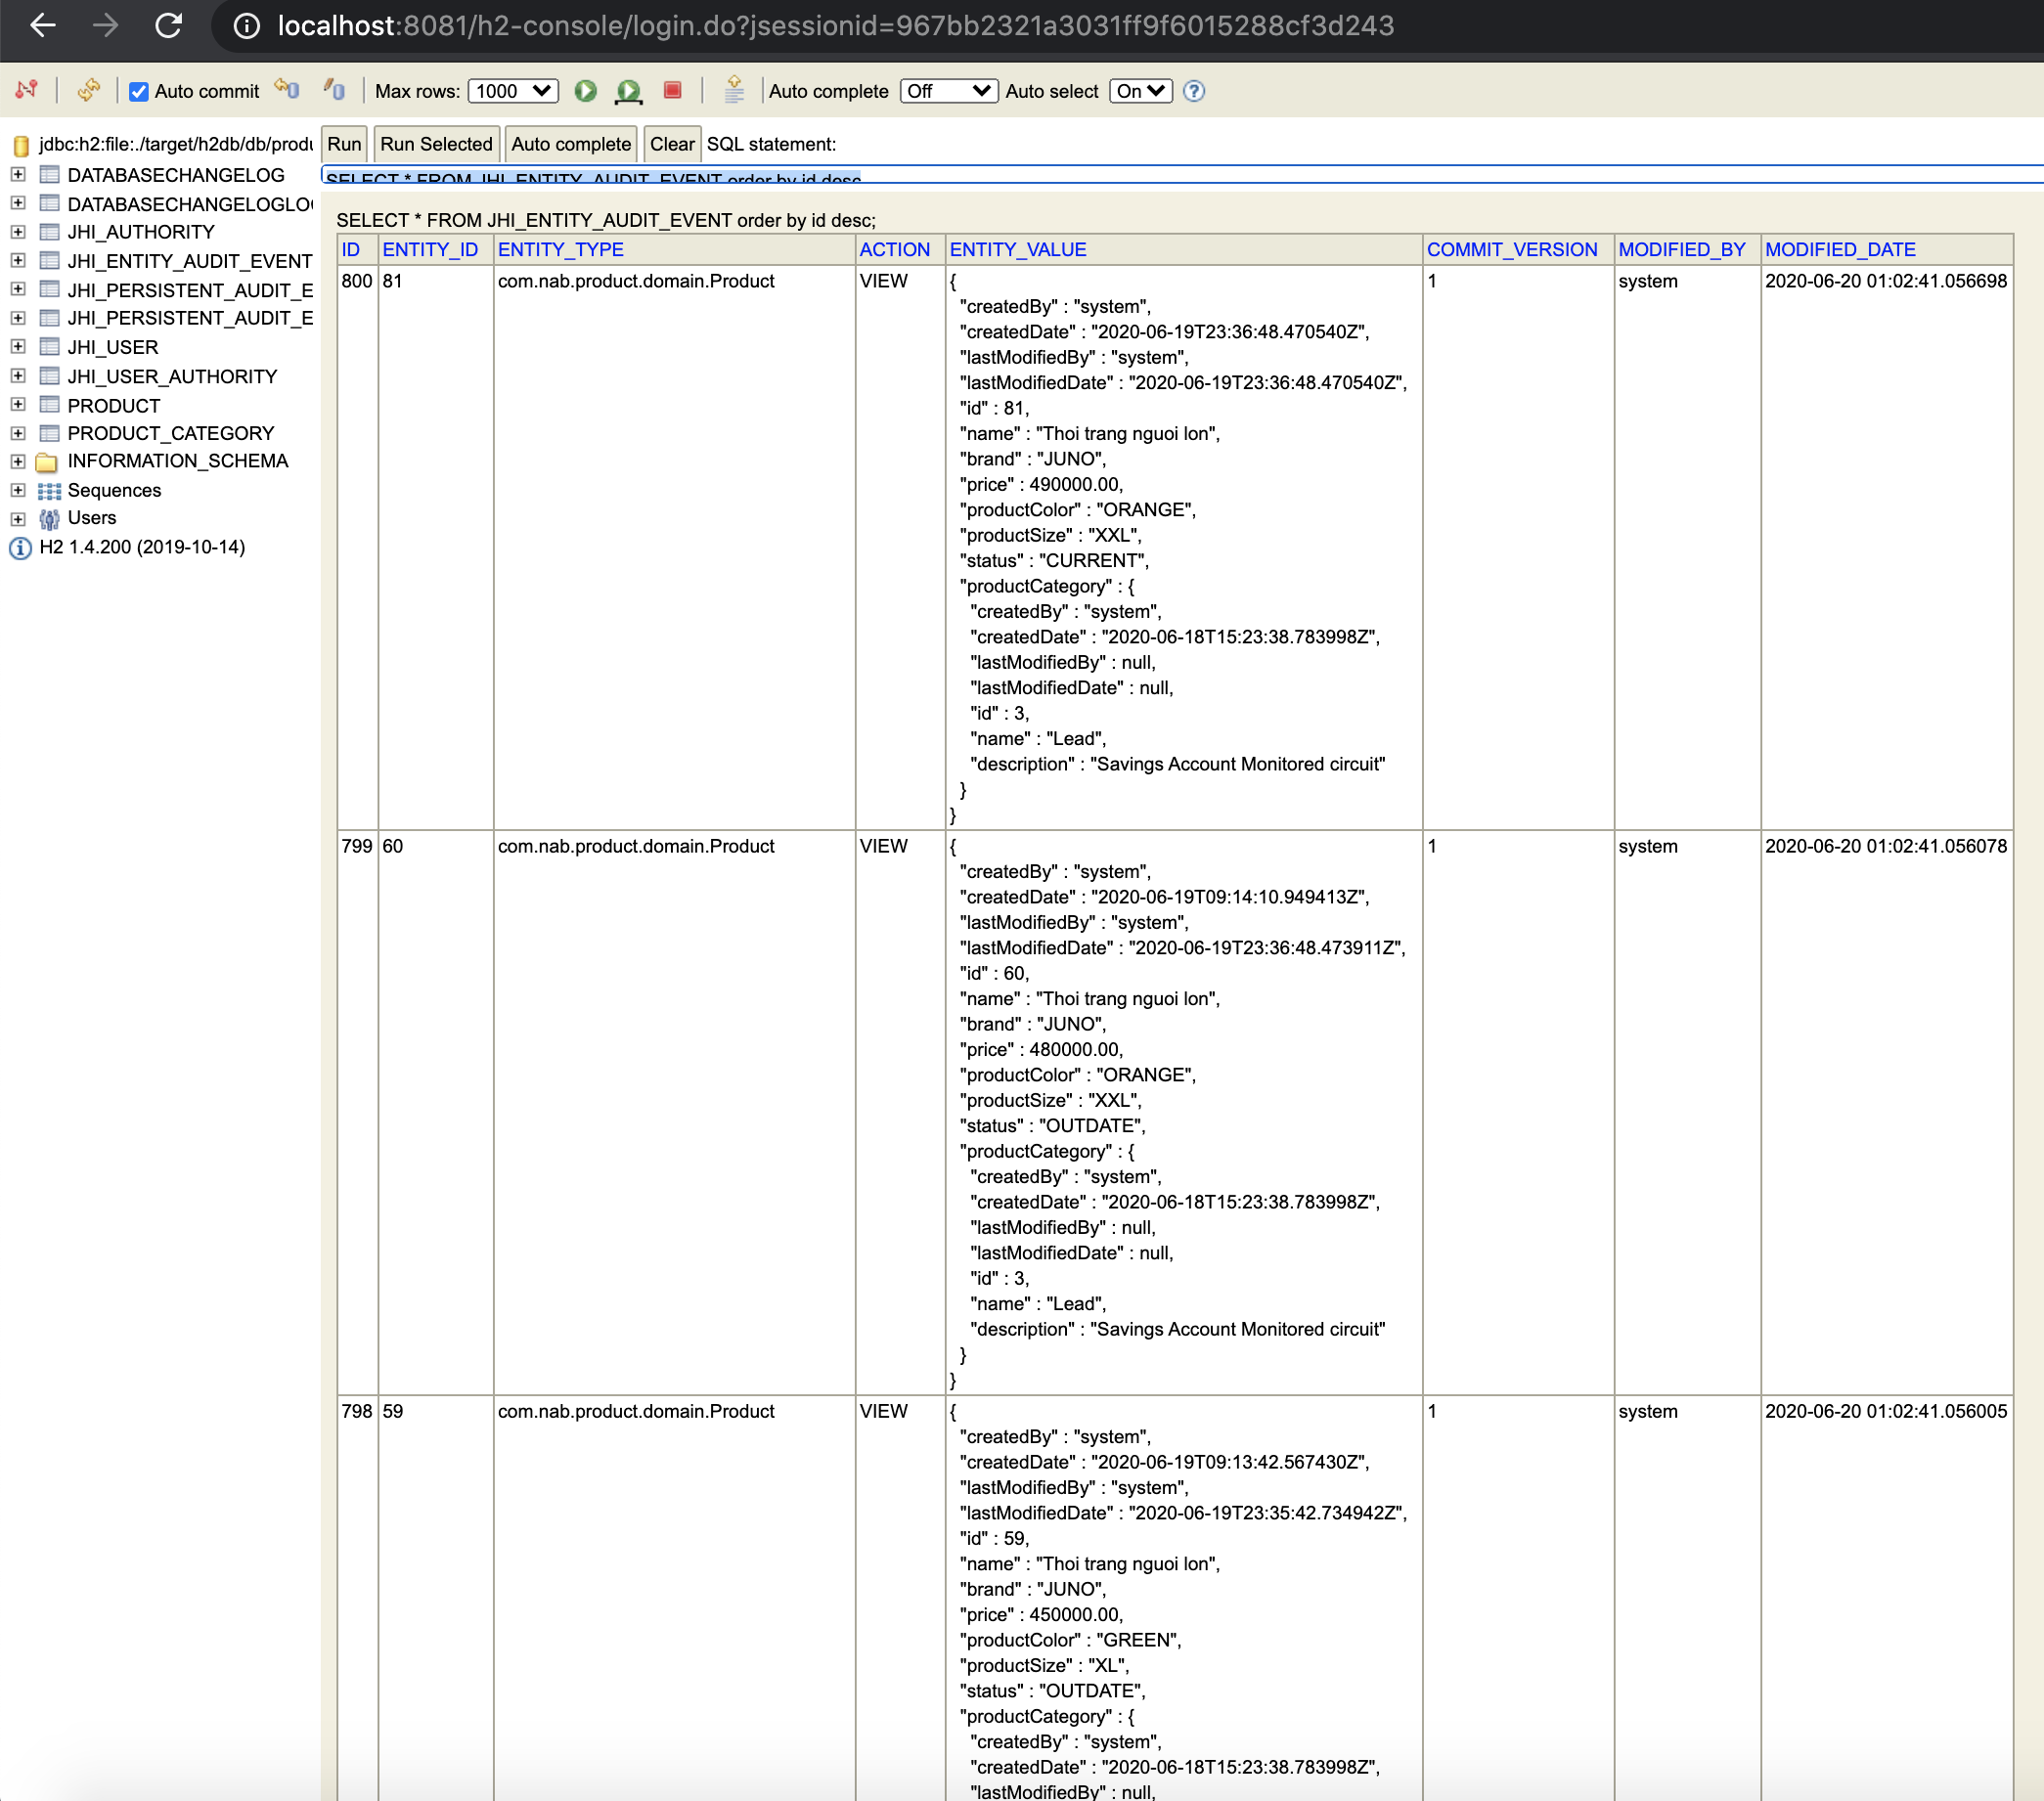 localhost:8081/h2-console/login.do?jsessionid=967bb2321a3031ff9f6015288cf3d243
Auto commit Max rows: 1000 Auto complete Off Auto select On
jdbc:h2:file:./target/h2db/db/produ
DATABASECHANGELOG
DATABASECHANGELOGLO
JHI_AUTHORITY
JHI_ENTITY_AUDIT_EVENT
JHI_PERSISTENT_AUDIT_E
JHI_PERSISTENT_AUDIT_E
JHI_USER
JHI_USER_AUTHORITY
PRODUCT
PRODUCT_CATEGORY
INFORMATION_SCHEMA
Sequences
Users
H2 1.4.200 (2019-10-14)
Run Run Selected Auto complete Clear SQL statement:
SELECT * FROM JHI_ENTITY_AUDIT_EVENT order by id desc
SELECT * FROM JHI_ENTITY_AUDIT_EVENT order by id desc;
ID ENTITY_ID ENTITY_TYPE ACTION ENTITY_VALUE COMMIT_VERSION MODIFIED_BY MODIFIED_DATE
800 81 com.nab.product.domain.Product VIEW { 1 system 2020-06-20 01:02:41.056698
"createdBy" : "system",
"createdDate" : "2020-06-19T23:36:48.470540Z",
"lastModifiedBy" : "system",
"lastModifiedDate" : "2020-06-19T23:36:48.470540Z",
"id" : 81,
"name" : "Thoi trang nguoi lon",
"brand" : "JUNO",
"price" : 490000.00,
"productColor" : "ORANGE",
"productSize" : "XXL",
"status" : "CURRENT",
"productCategory" : {
"createdBy" : "system",
"createdDate" : "2020-06-18T15:23:38.783998Z",
"lastModifiedBy" : null,
"lastModifiedDate" : null,
"id" : 3,
"name" : "Lead",
"description" : "Savings Account Monitored circuit"
}
}
799 60 com.nab.product.domain.Product VIEW { 1 system 2020-06-20 01:02:41.056078
"createdBy" : "system",
"createdDate" : "2020-06-19T09:14:10.949413Z",
"lastModifiedBy" : "system",
"lastModifiedDate" : "2020-06-19T23:36:48.473911Z",
"id" : 60,
"name" : "Thoi trang nguoi lon",
"brand" : "JUNO",
"price" : 480000.00,
"productColor" : "ORANGE",
"productSize" : "XXL",
"status" : "OUTDATE",
"productCategory" : {
"createdBy" : "system",
"createdDate" : "2020-06-18T15:23:38.783998Z",
"lastModifiedBy" : null,
"lastModifiedDate" : null,
"id" : 3,
"name" : "Lead",
"description" : "Savings Account Monitored circuit"
}
}
798 59 com.nab.product.domain.Product VIEW { 1 system 2020-06-20 01:02:41.056005
"createdBy" : "system",
"createdDate" : "2020-06-19T09:13:42.567430Z",
"lastModifiedBy" : "system",
"lastModifiedDate" : "2020-06-19T23:35:42.734942Z",
"id" : 59,
"name" : "Thoi trang nguoi lon",
"brand" : "JUNO",
"price" : 450000.00,
"productColor" : "GREEN",
"productSize" : "XL",
"status" : "OUTDATE",
"productCategory" : {
"createdBy" : "system",
"createdDate" : "2020-06-18T15:23:38.783998Z",
"lastModifiedBy" : null,